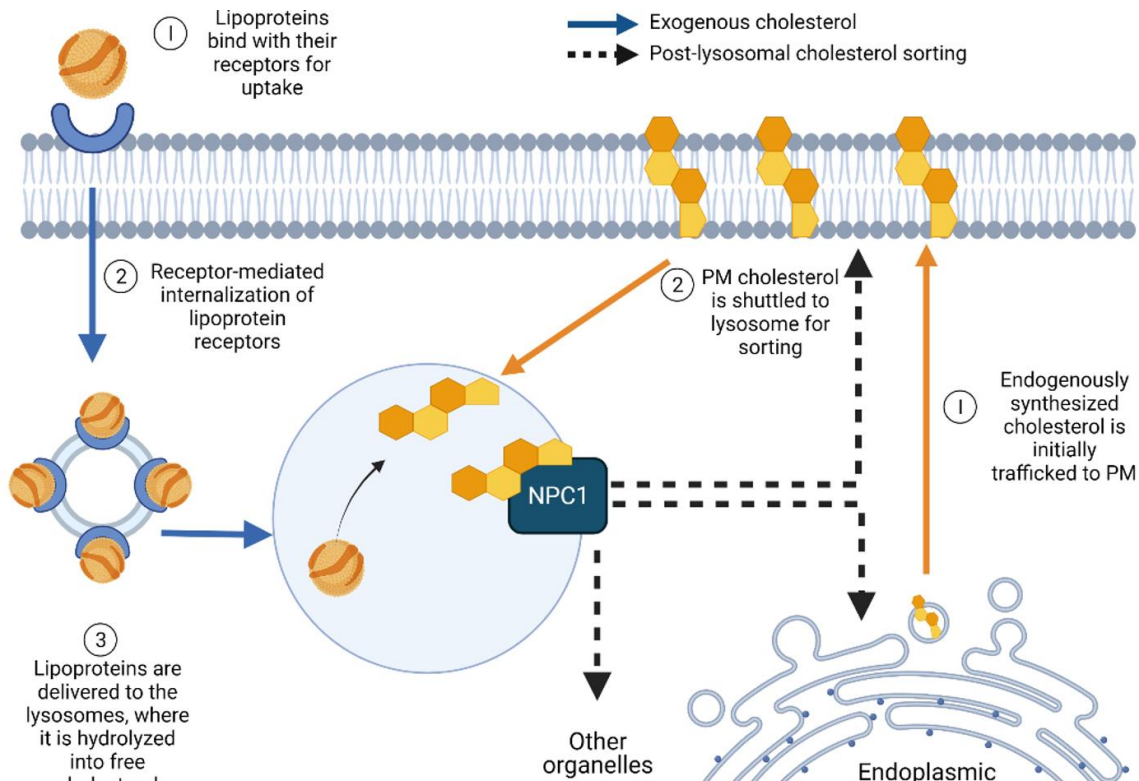 1
Lipoproteins
bind with their
receptors for
uptake
Exogenous cholesterol
Post-lysosomal cholesterol sorting
2
Receptor-mediated
internalization of
lipoprotein
receptors
2
PM cholesterol
is shuttled to
lysosome for
sorting
1
Endogenously
synthesized
cholesterol is
initially
trafficked to PM
NPC1
3
Lipoproteins are
delivered to the
lysosomes, where
it is hydrolyzed
into free
Other
organelles
Endoplasmic